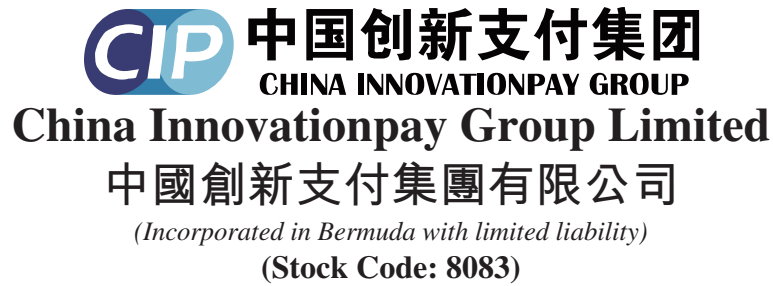 CIP 中国创新支付集团
CHINA INNOVATIONPAY GROUP
China Innovationpay Group Limited
中國創新支付集團有限公司
(Incorporated in Bermuda with limited liability)
(Stock Code: 8083)